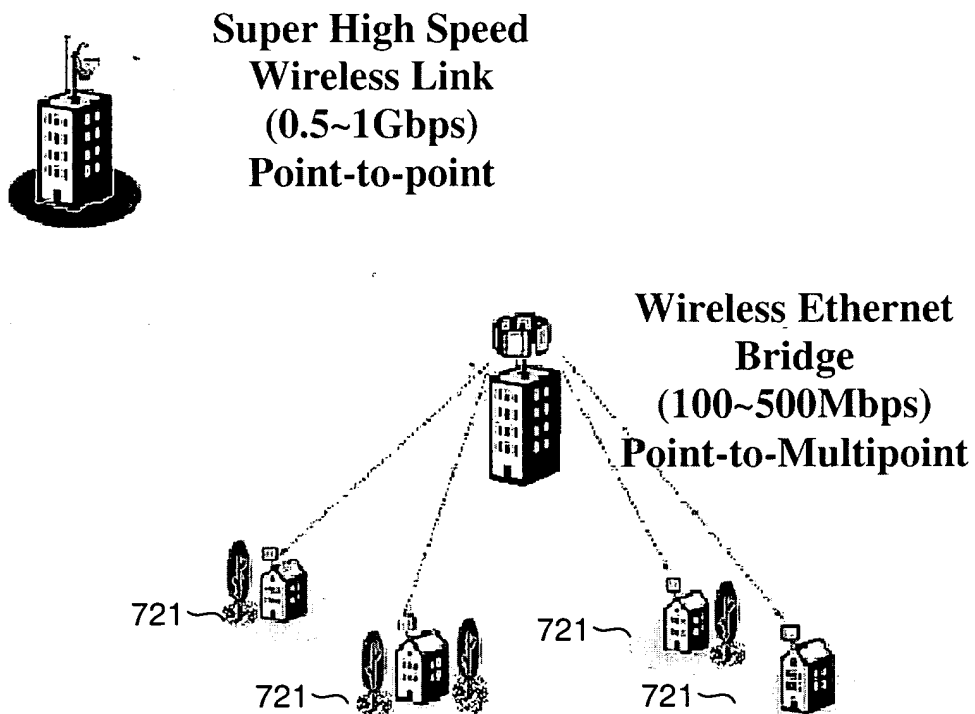 Super High Speed
Wireless Link
(0.5~1Gbps)
Point-to-point
Wireless Ethernet
Bridge
(100~500Mbps)
Point-to-Multipoint
721
721
721
721